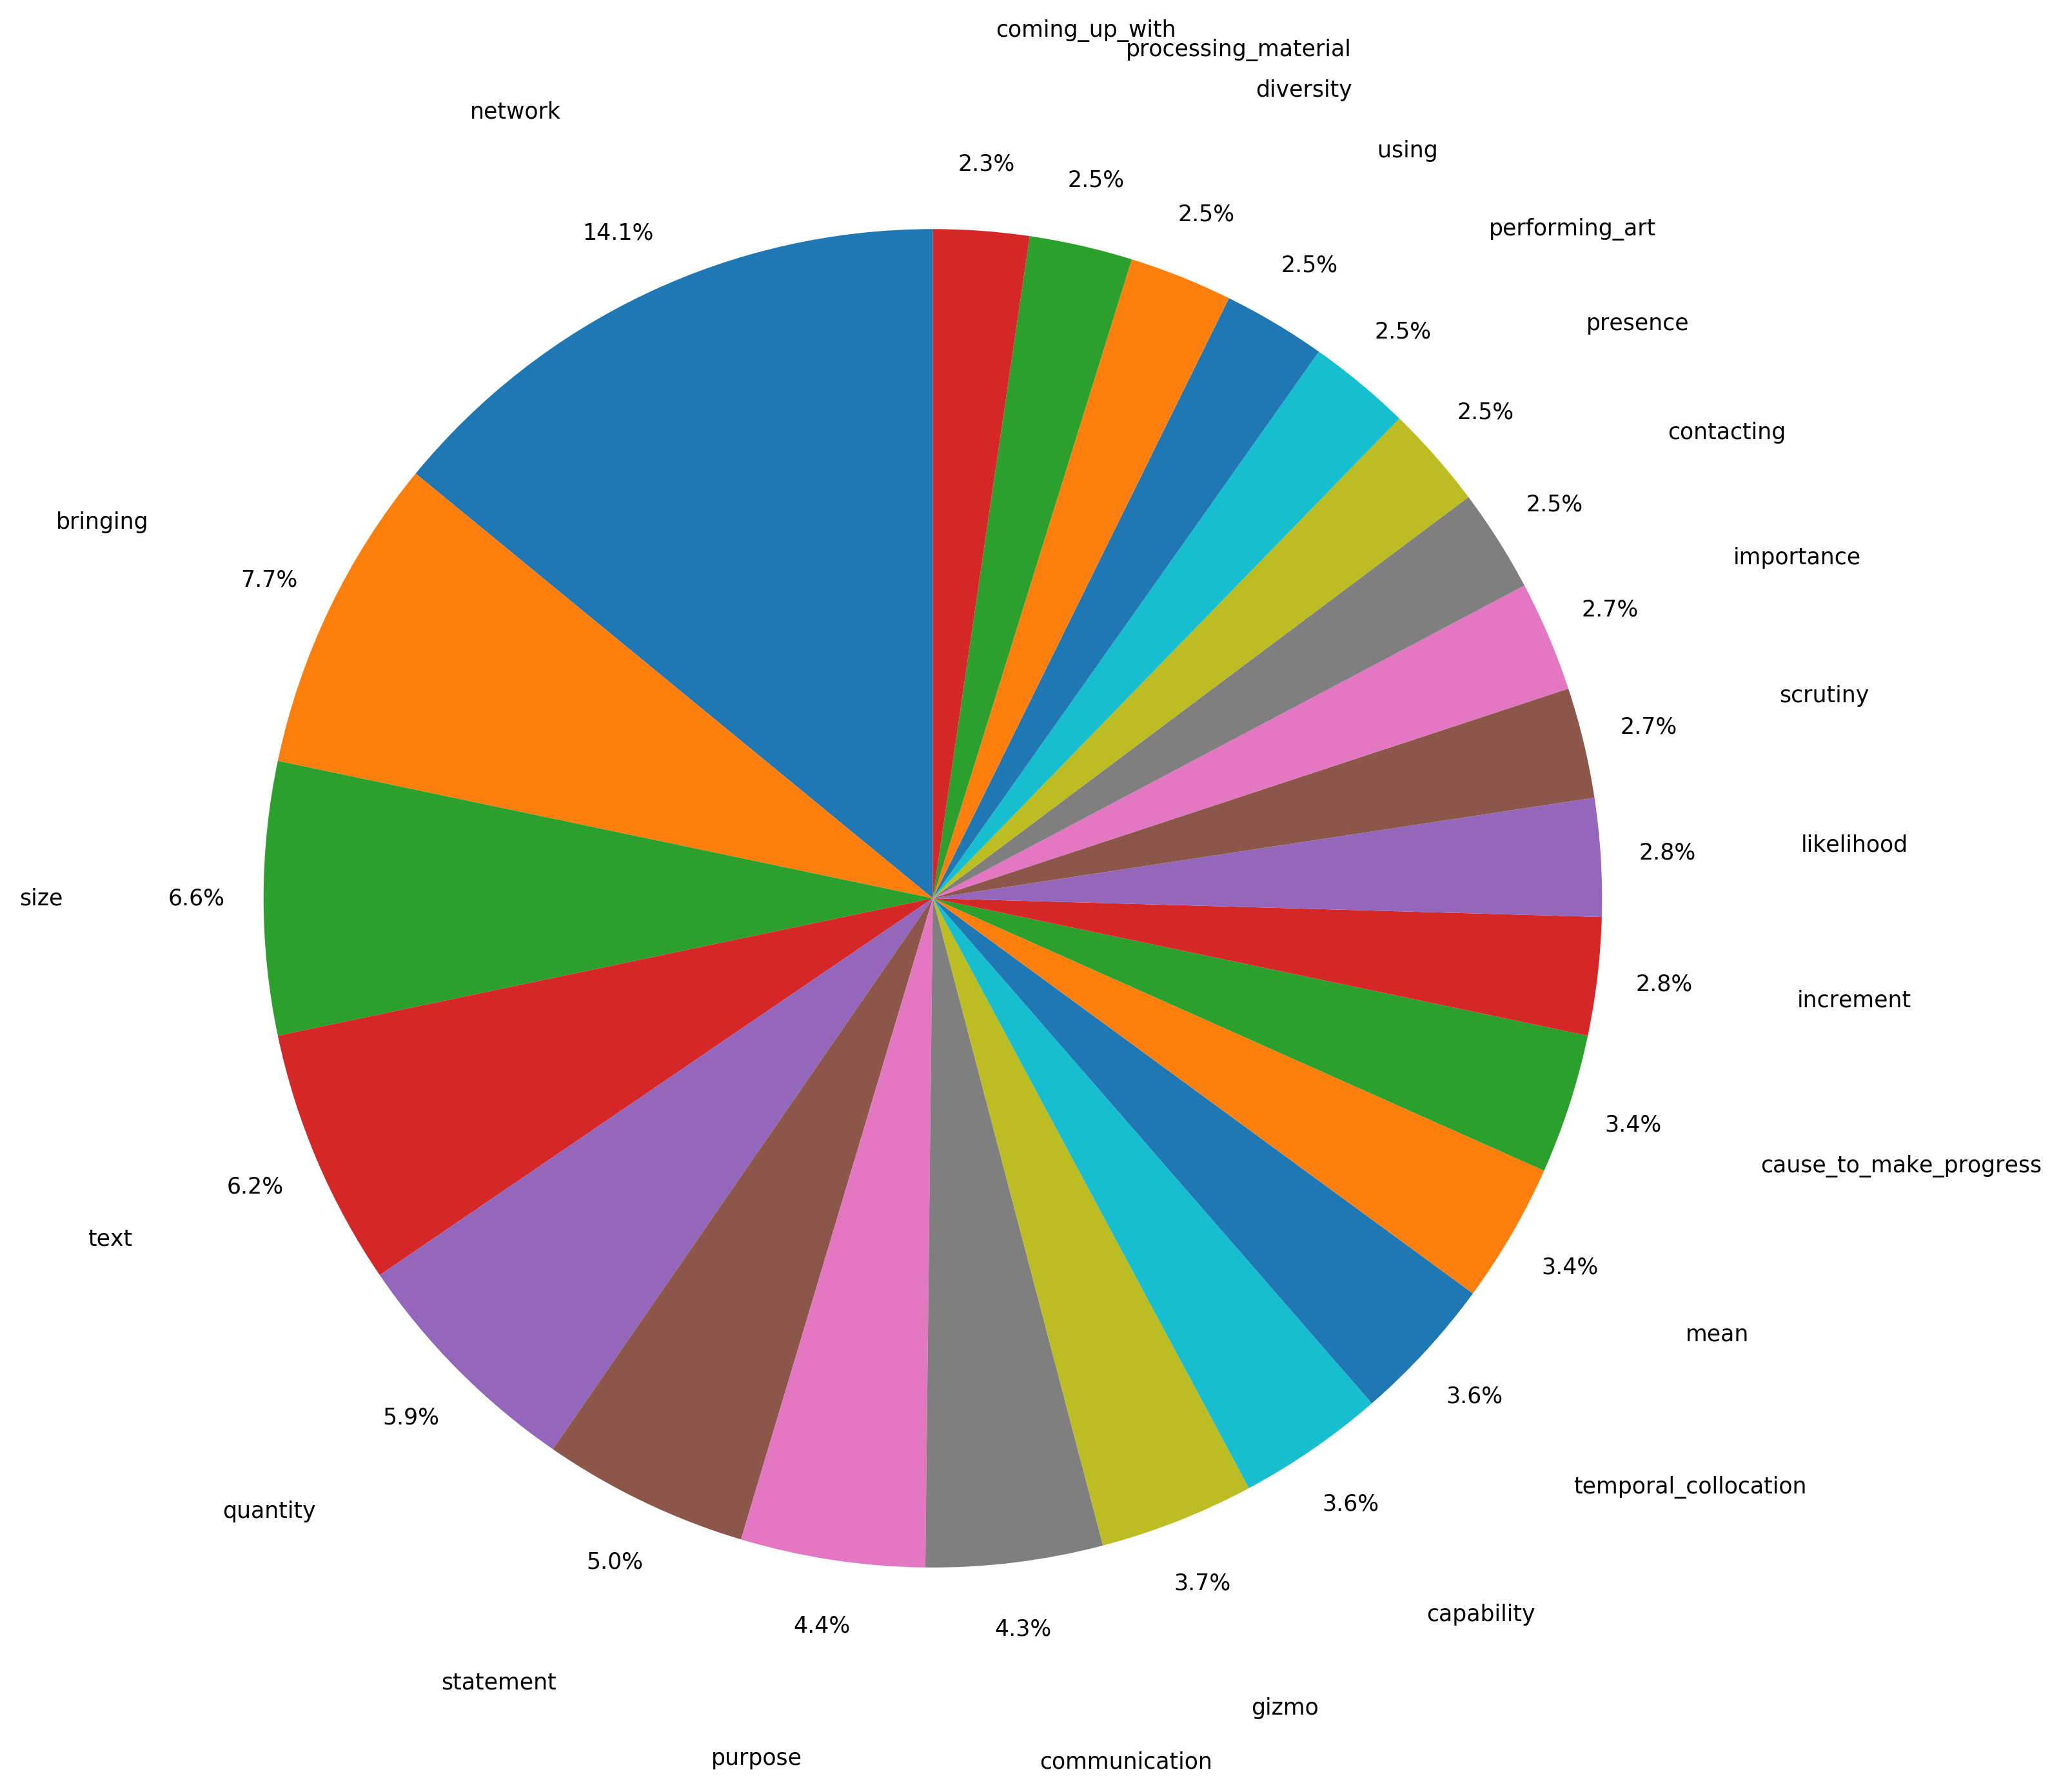 coming_up_with
processing_material
diversity
network
using
2.3%
2.5%
2.5%
performing_art
14.1%
2.5%
presence
2.5%
2.5%
contacting
2.5%
bringing
importance
7.7%
2.7%
scrutiny
2.7%
likelihood
2.8%
size
6.6%
2.8%
increment
3.4%
cause_to_make_progress
6.2%
text
3.4%
mean
3.6%
5.9%
temporal_collocation
3.6%
quantity
5.0%
3.7%
capability
4.4%
4.3%
statement
gizmo
purpose
communication